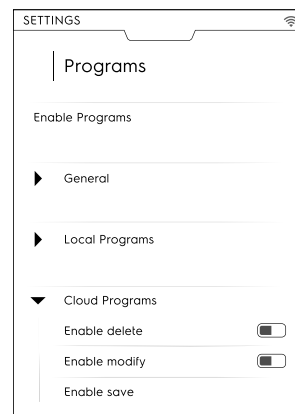 SETTINGS
Programs
Enable Programs
General
Local Programs
Cloud Programs
Enable delete
Enable modify
Enable save